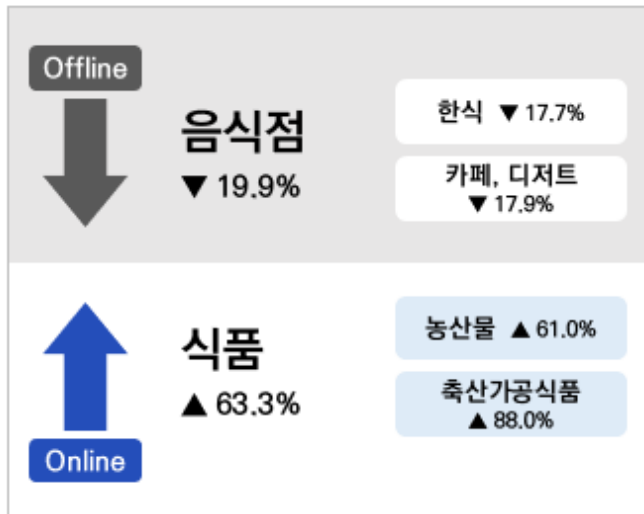 Offline
음식점
▼ 19.9%
한식 ▼ 17.7%
카페, 디저트
▼ 17.9%
식품
▲ 63.3%
농산물 ▲ 61.0%
축산가공식품
▲ 88.0%
Online